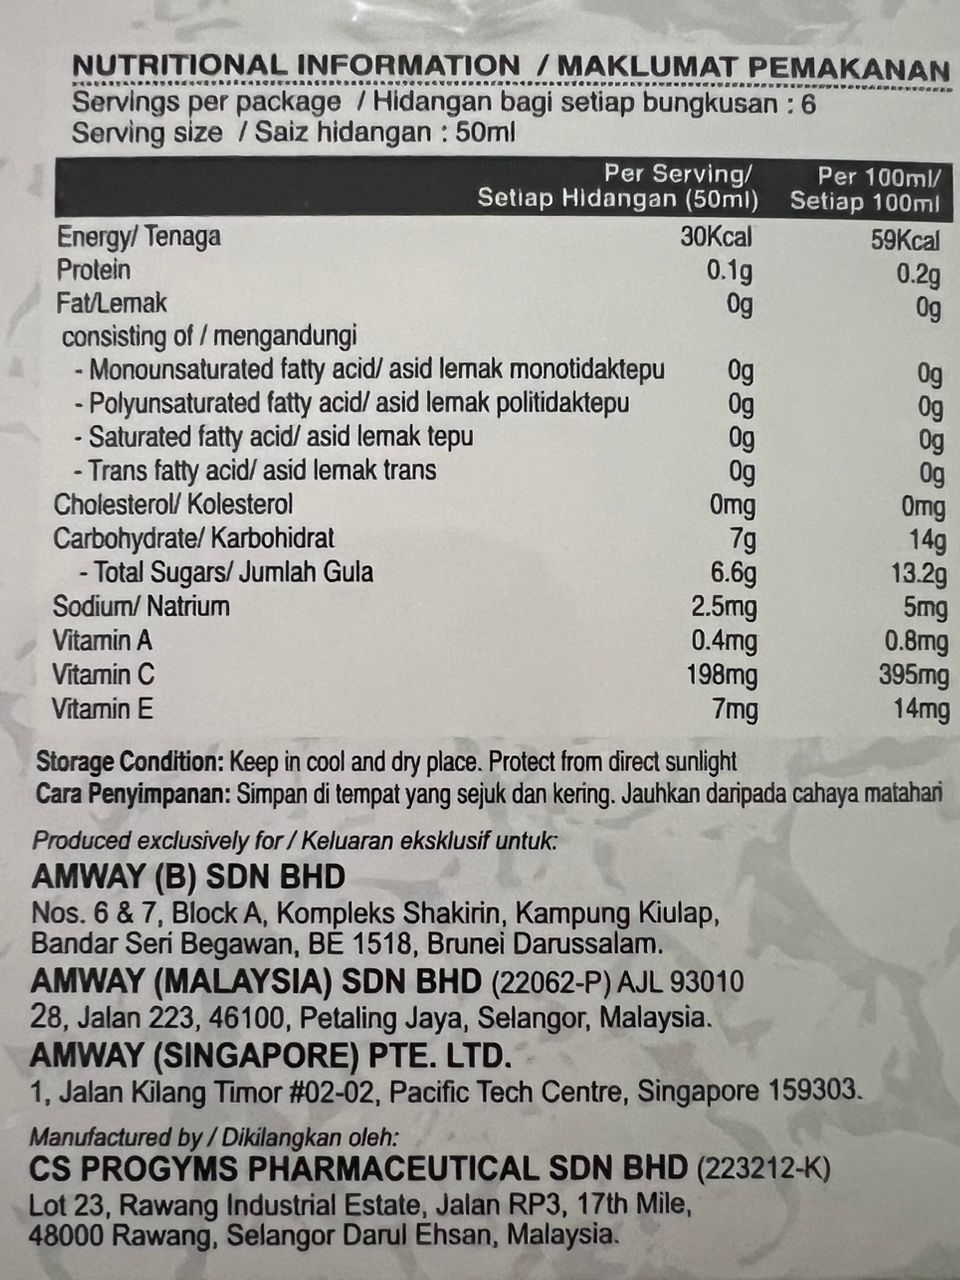 NUTRITIONAL INFORMATION / MAKLUMAT PEMAKANAN
Servings per package / Hidangan bagi setiap bungkusan : 6
Serving size / Saiz hidangan : 50ml
Per Serving/ Per 100ml/
Setiap Hidangan (50ml) Setiap 100ml
Energy/ Tenaga 30Kcal 59Kcal
Protein 0.1g 0.2g
Fat/Lemak 0g 0g
consisting of / mengandungi
- Monounsaturated fatty acid/ asid lemak monotidaktepu 0g 0g
- Polyunsaturated fatty acid/ asid lemak politidaktepu 0g 0g
- Saturated fatty acid/ asid lemak tepu 0g 0g
- Trans fatty acid/ asid lemak trans 0g 0g
Cholesterol/ Kolesterol 0mg 0mg
Carbohydrate/ Karbohidrat 7g 14g
- Total Sugars/ Jumlah Gula 6.6g 13.2g
Sodium/ Natrium 2.5mg 5mg
Vitamin A 0.4mg 0.8mg
Vitamin C 198mg 395mg
Vitamin E 7mg 14mg
Storage Condition: Keep in cool and dry place. Protect from direct sunlight
Cara Penyimpanan: Simpan di tempat yang sejuk dan kering. Jauhkan daripada cahaya matahari
Produced exclusively for / Keluaran eksklusif untuk:
AMWAY (B) SDN BHD
Nos. 6 & 7, Block A, Kompleks Shakirin, Kampung Kiulap,
Bandar Seri Begawan, BE 1518, Brunei Darussalam.
AMWAY (MALAYSIA) SDN BHD (22062-P) AJL 93010
28, Jalan 223, 46100, Petaling Jaya, Selangor, Malaysia.
AMWAY (SINGAPORE) PTE. LTD.
1, Jalan Kilang Timor #02-02, Pacific Tech Centre, Singapore 159303.
Manufactured by / Dikilangkan oleh:
CS PROGYMS PHARMACEUTICAL SDN BHD (223212-K)
Lot 23, Rawang Industrial Estate, Jalan RP3, 17th Mile,
48000 Rawang, Selangor Darul Ehsan, Malaysia.